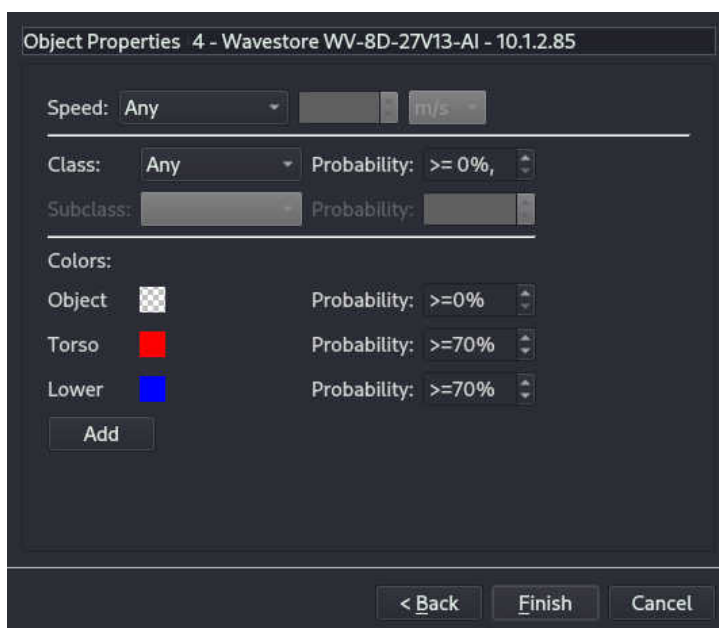 Object Properties 4 - Wavestore WV-8D-27V13-AI - 10.1.2.85
Speed: Any m/s
Class: Any Probability: >= 0%,
Subclass: Probability:
Colors:
Object Probability: >=0%
Torso Probability: >=70%
Lower Probability: >=70%
Add
< Back Finish Cancel